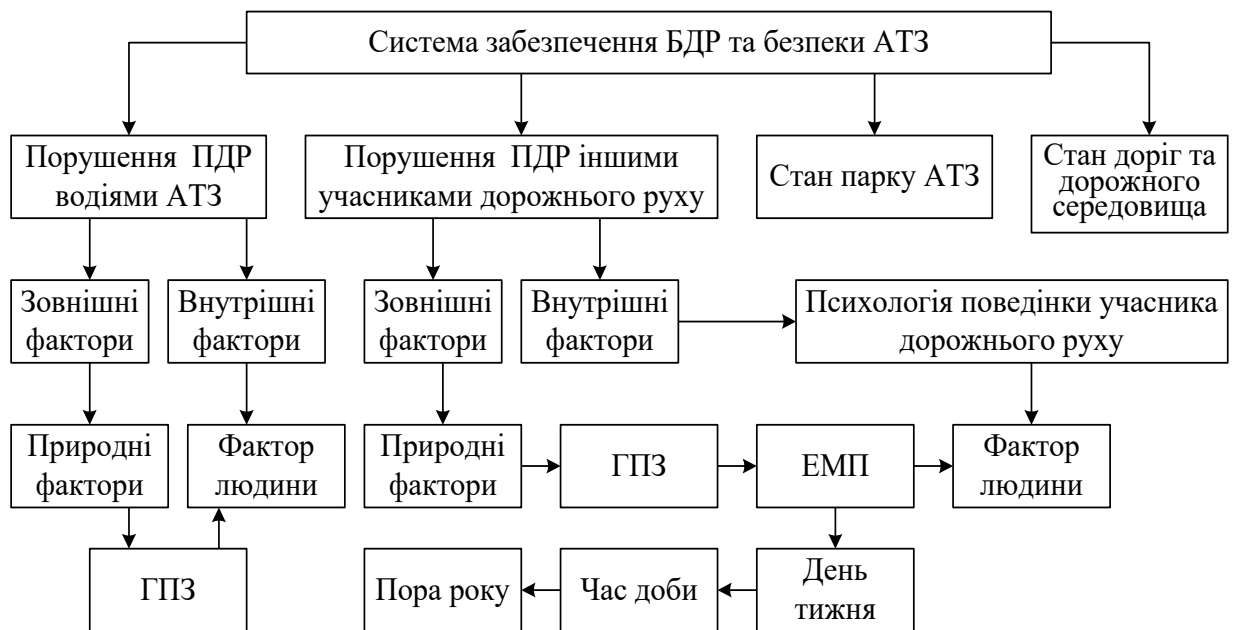 Система забезпечення БДР та безпеки АТЗ
Порушення ПДР
водіями АТЗ
Порушення ПДР іншими
учасниками дорожнього руху
Стан парку АТЗ
Стан доріг та
дорожного
середовища
Зовнішні
фактори
Внутрішні
фактори
Зовнішні
фактори
Внутрішні
фактори
Психологія поведінки учасника
дорожнього руху
Природні
фактори
Фактор
людини
Природні
фактори
ГПЗ
ЕМП
Фактор
людини
ГПЗ
Пора року
Час доби
День
тижня